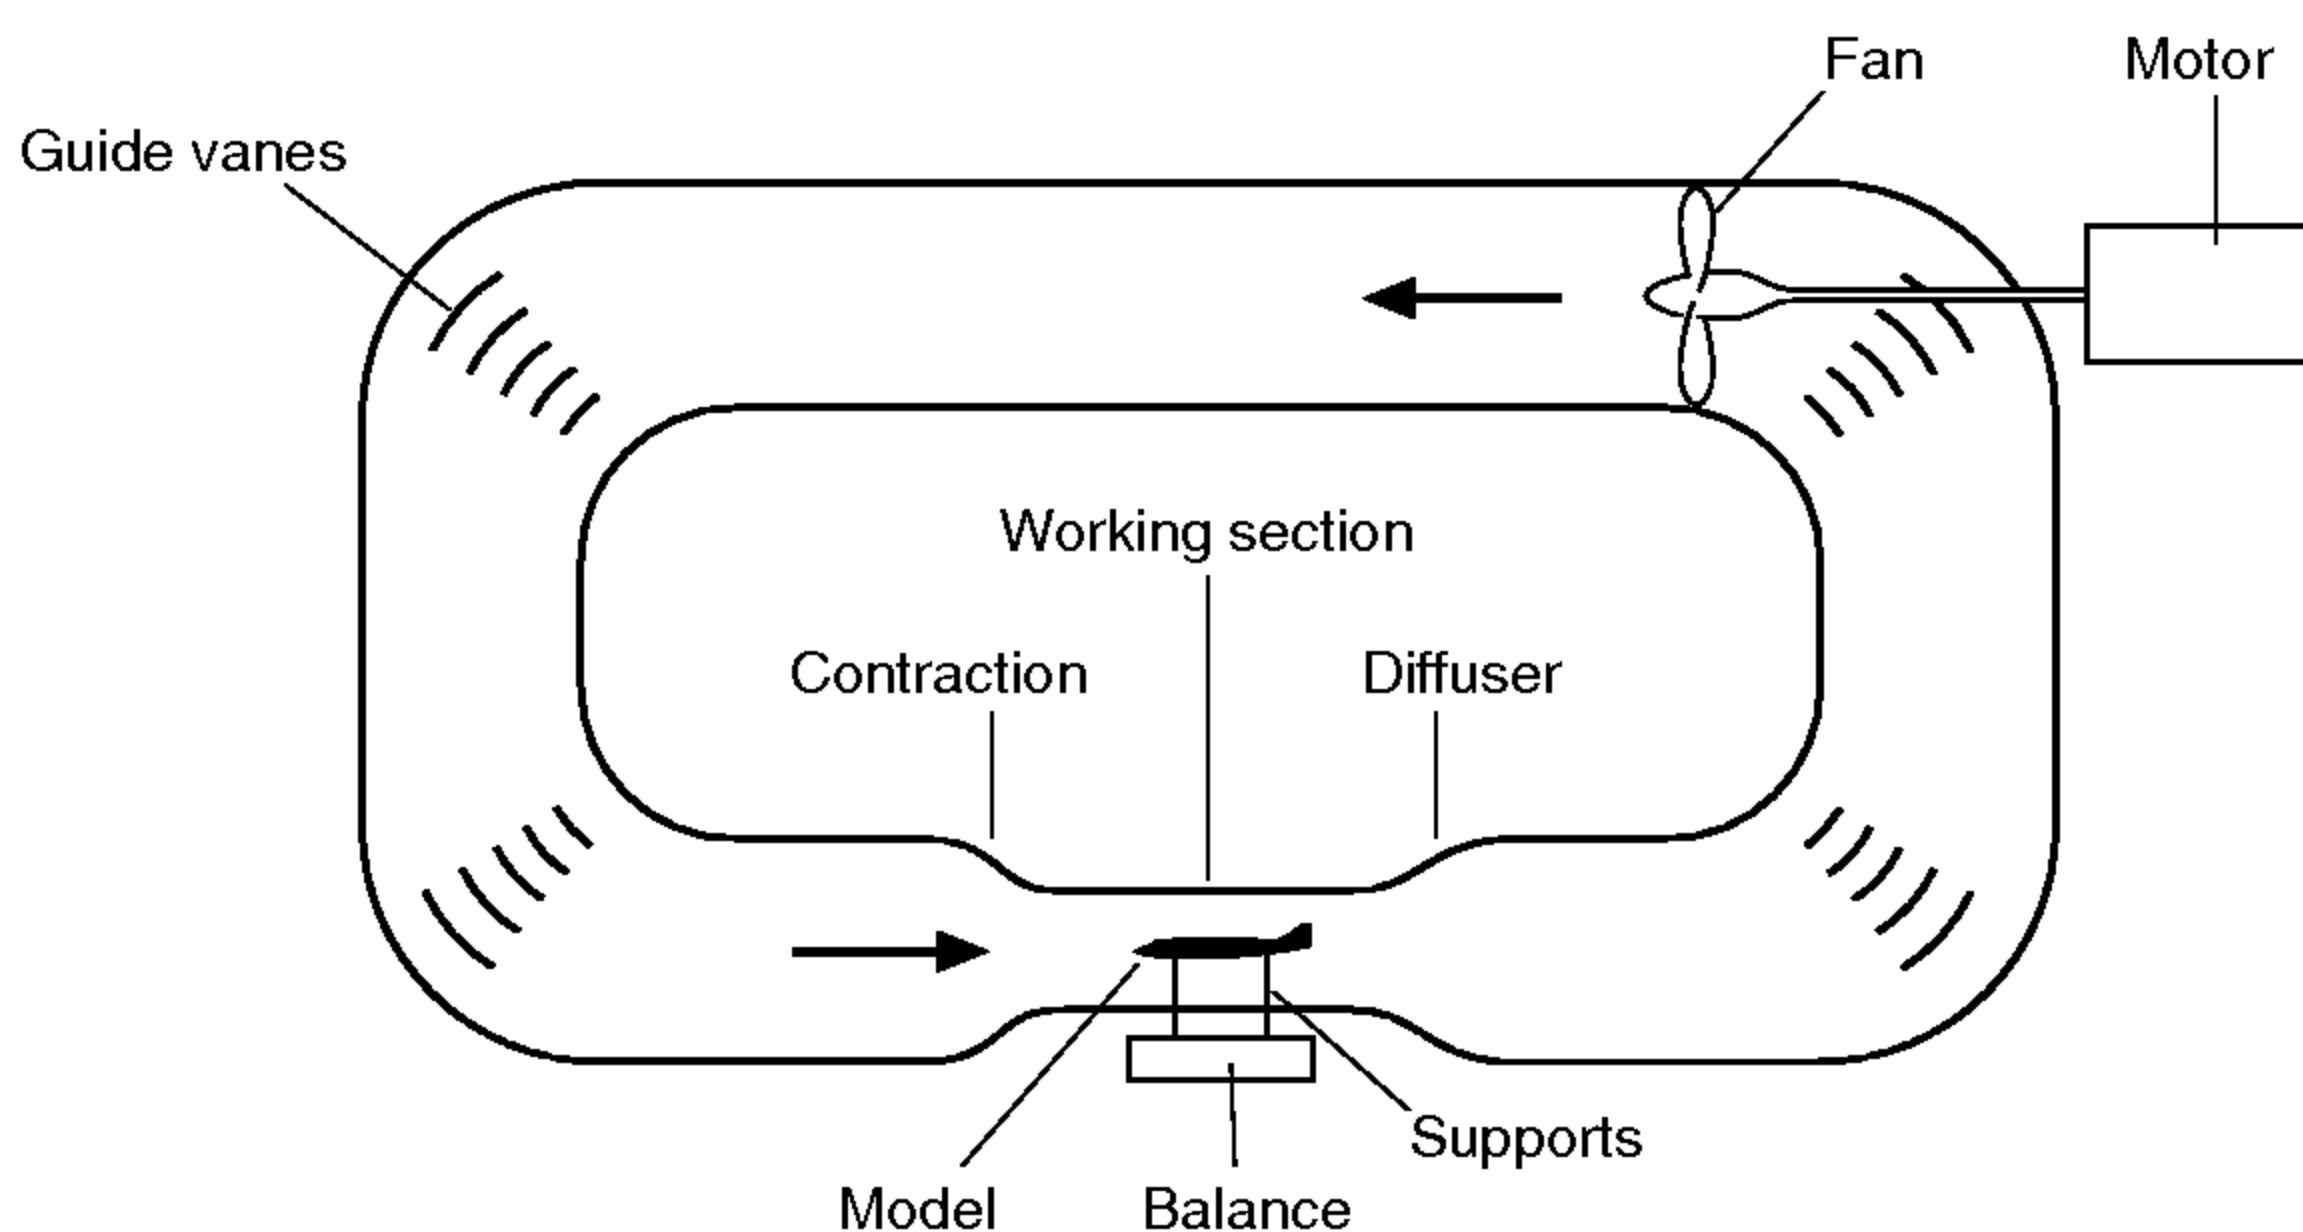 Fan
Motor
Guide vanes
Working section
Contraction
Diffuser
Supports
Model
Balance